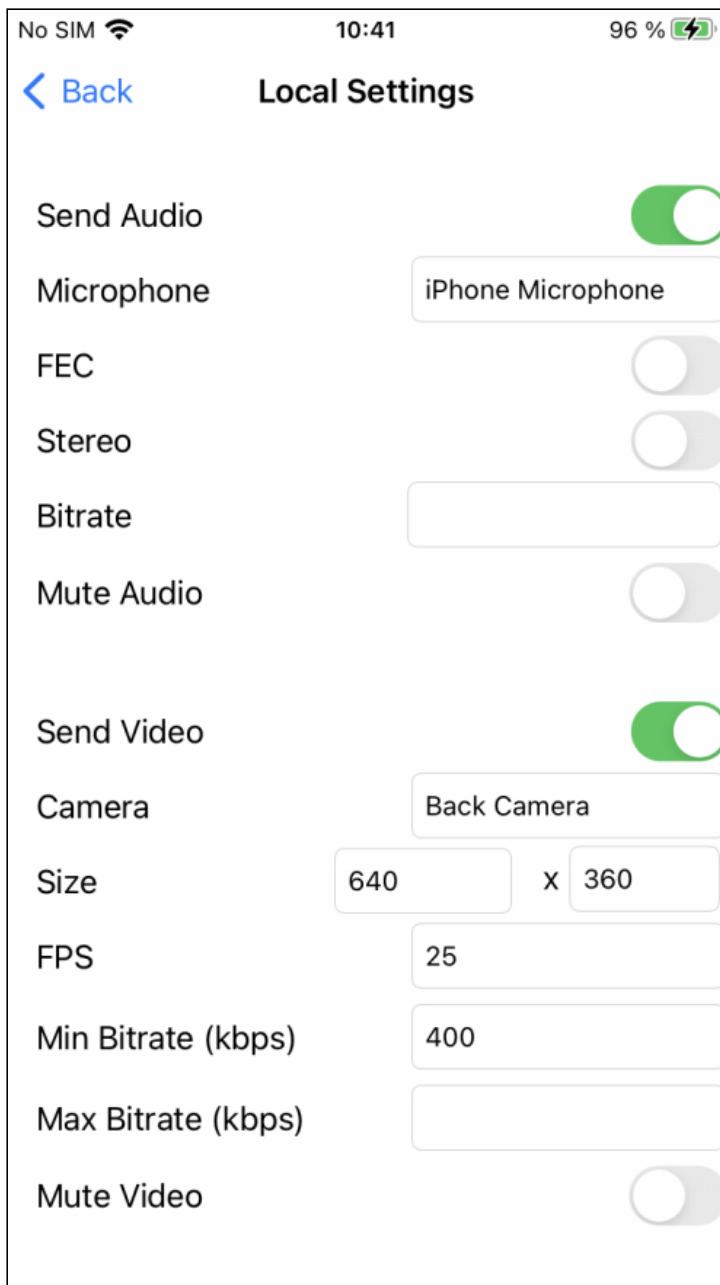 No SIM 10:41 96 %
Back Local Settings
Send Audio
Microphone iPhone Microphone
FEC
Stereo
Bitrate
Mute Audio
Send Video
Camera Back Camera
Size 640 x 360
FPS 25
Min Bitrate (kbps) 400
Max Bitrate (kbps)
Mute Video